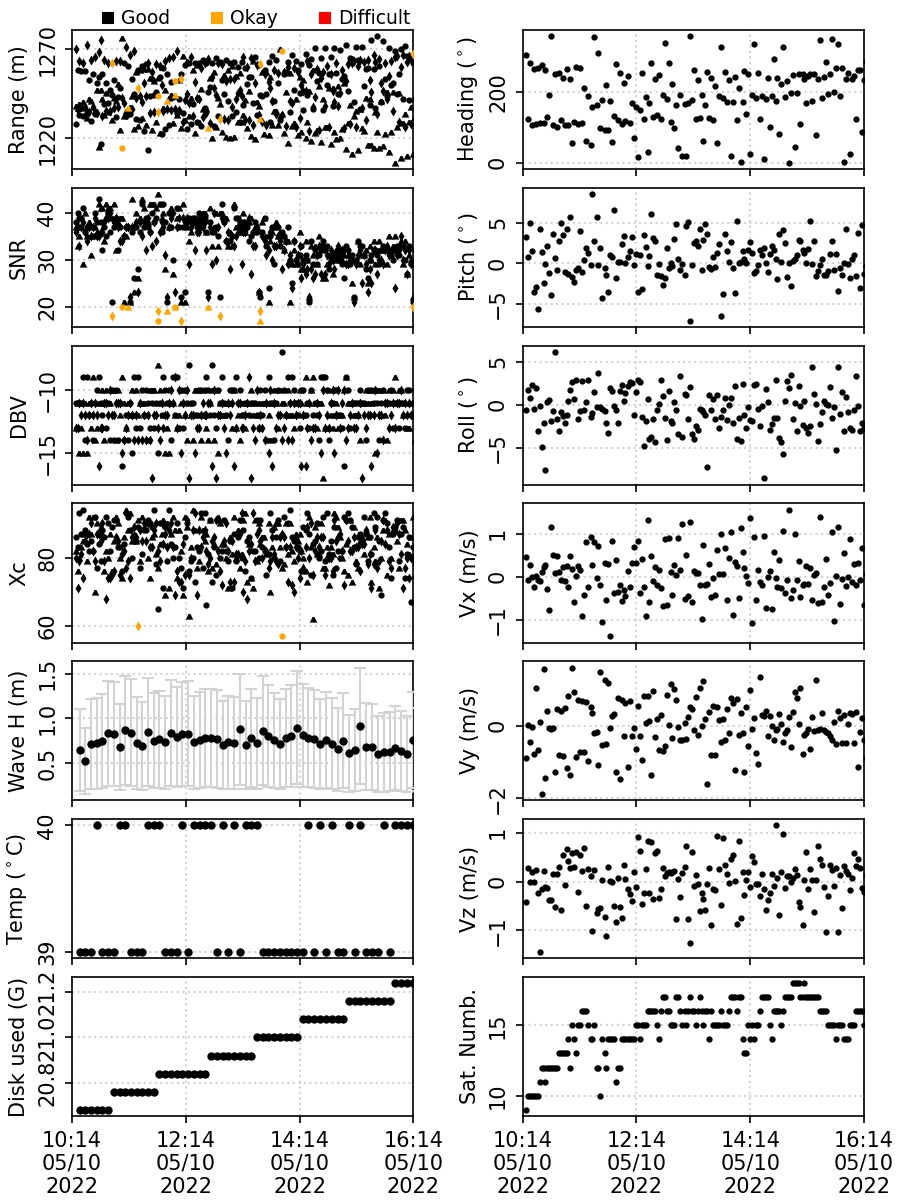 Good Okay Difficult
Range (m)
1270
1220
Heading (°)
200
0
SNR
40
30
20
Pitch (°)
5
0
−5
DBV
−10
−15
Roll (°)
5
0
−5
Xc
80
60
Vx (m/s)
1
0
−1
Wave H (m)
1.5
1.0
0.5
Vy (m/s)
0
−2
Temp (°C)
40
39
Vz (m/s)
1
0
−1
Disk used (G)
21.2
21.0
20.8
Sat. Numb.
15
10
10:14 12:14 14:14 16:14 10:14 12:14 14:14 16:14
05/10 05/10 05/10 05/10 05/10 05/10 05/10 05/10
2022 2022 2022 2022 2022 2022 2022 2022